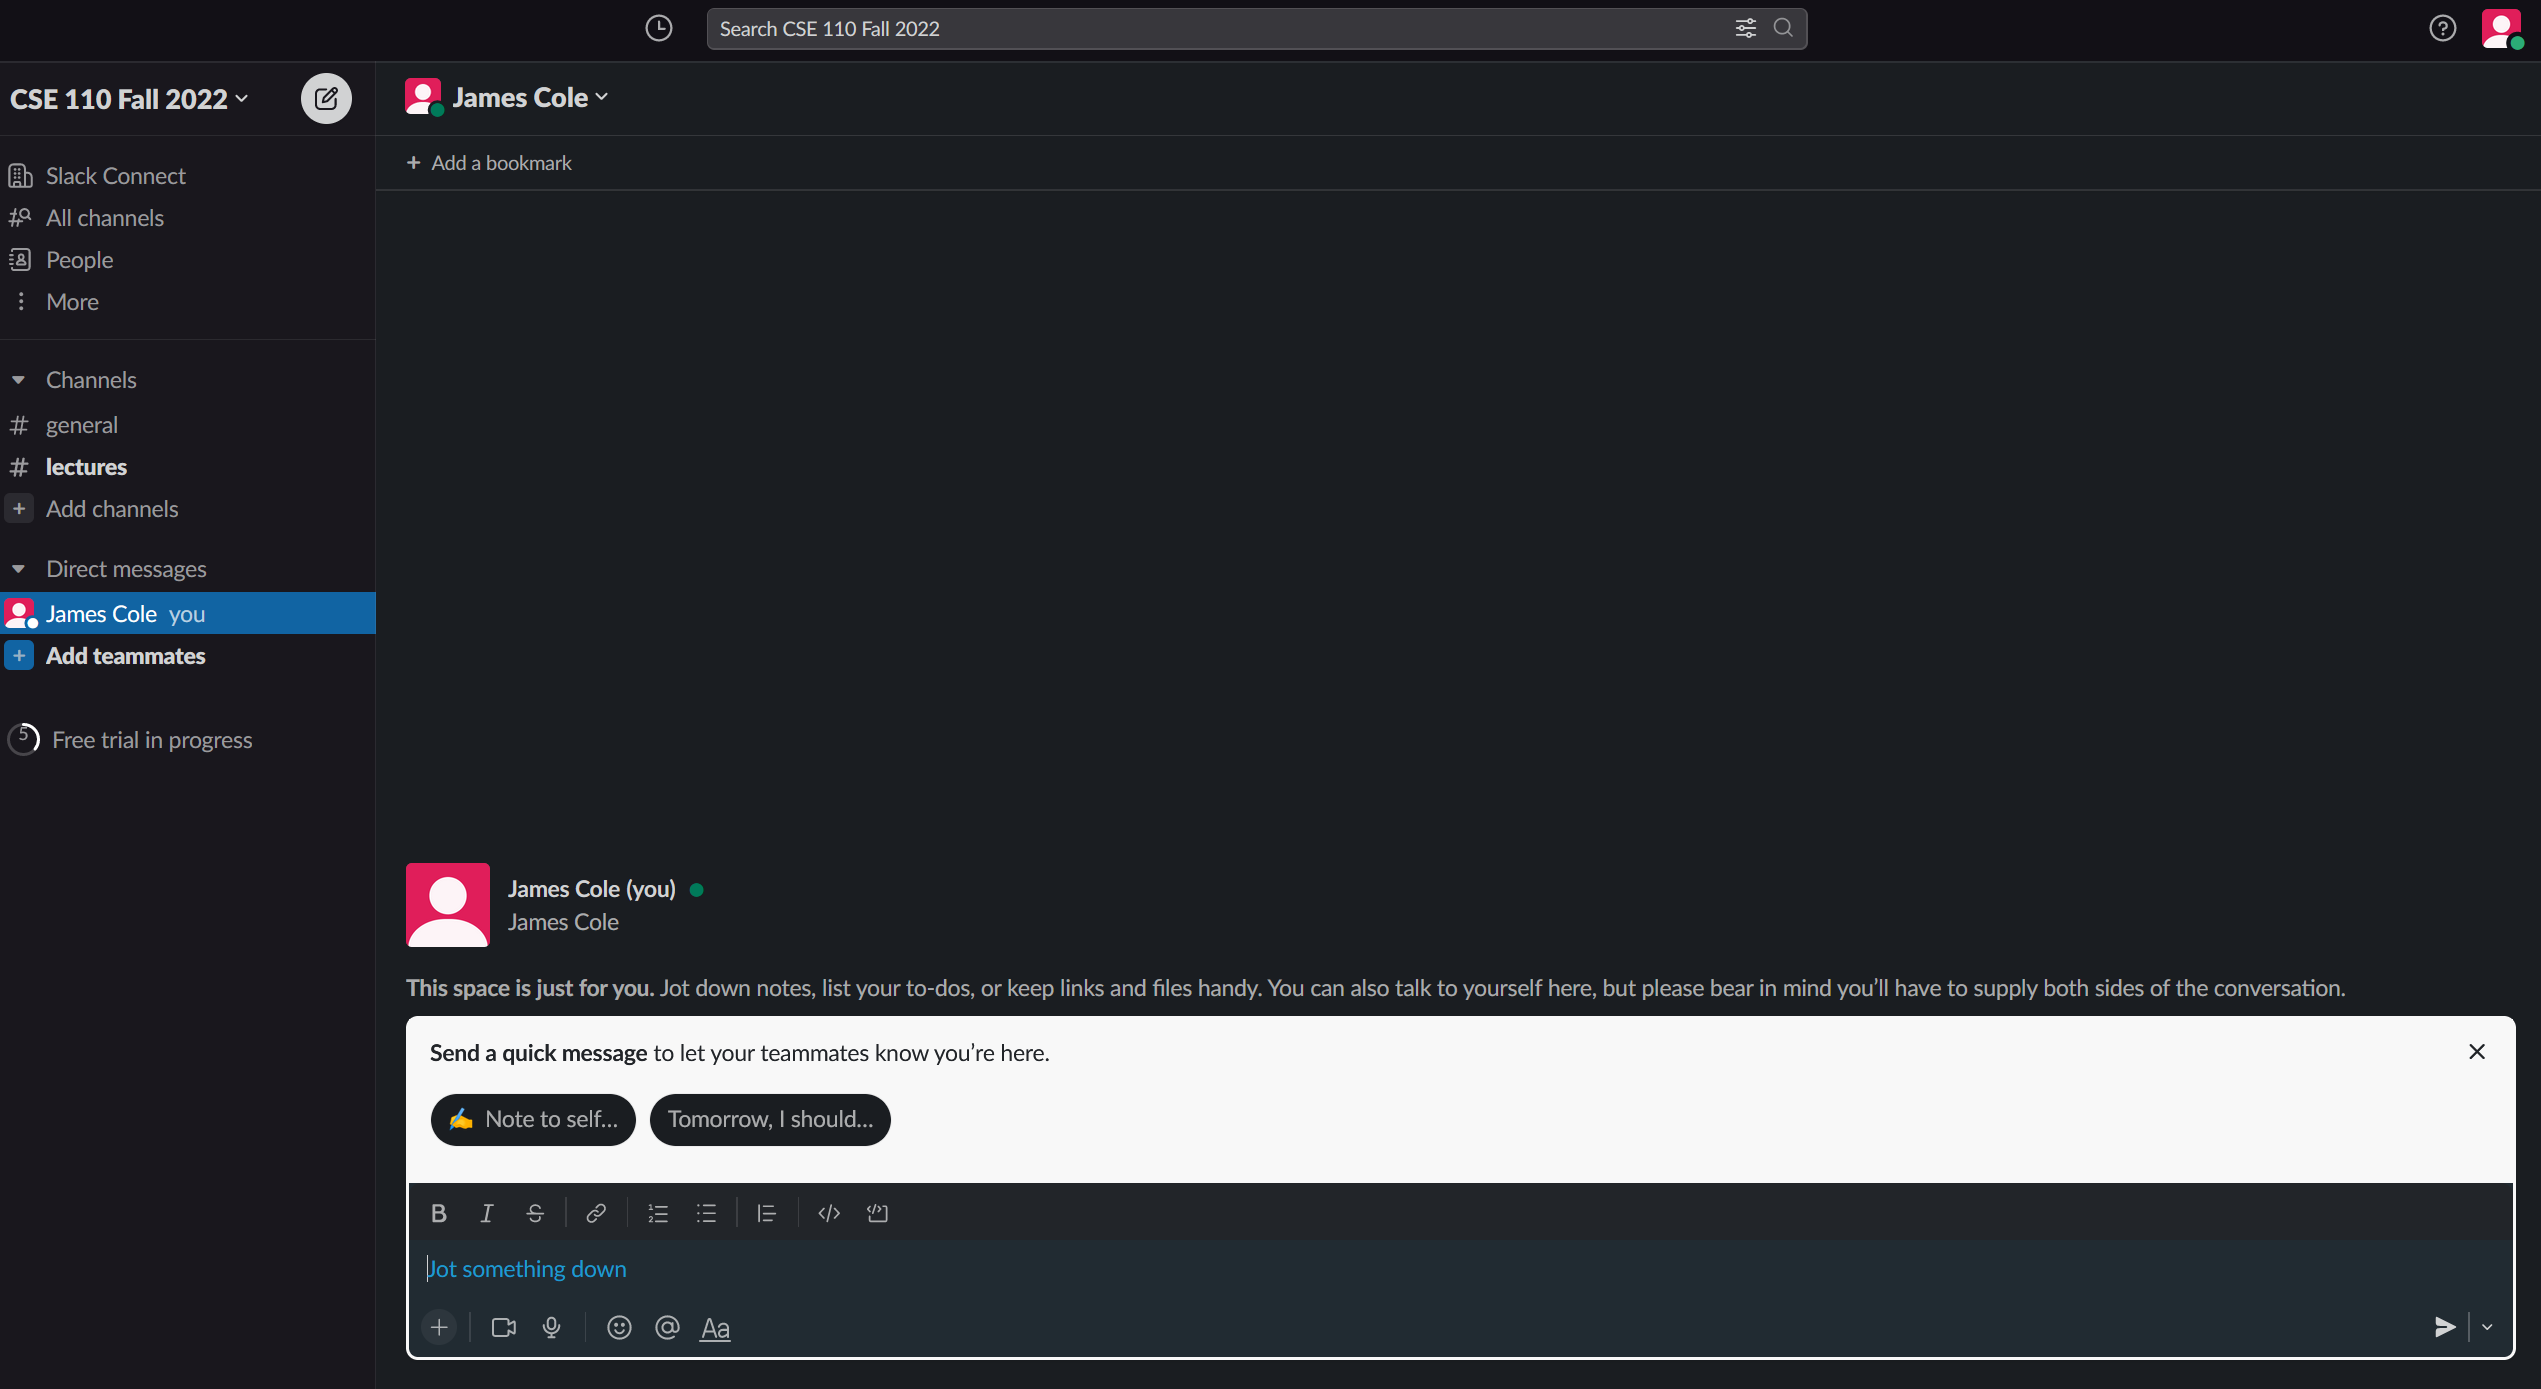 Search CSE 110 Fall 2022
CSE 110 Fall 2022
Slack Connect
All channels
People
More
Channels
# general
# lectures
+ Add channels
Direct messages
James Cole you
+ Add teammates
5 Free trial in progress
James Cole
+ Add a bookmark
James Cole (you)
James Cole
This space is just for you. Jot down notes, list your to-dos, or keep links and files handy. You can also talk to yourself here, but please bear in mind you’ll have to supply both sides of the conversation.
Send a quick message to let your teammates know you’re here.
✍️ Note to self...
Tomorrow, I should...
B I S
Jot something down
Aa